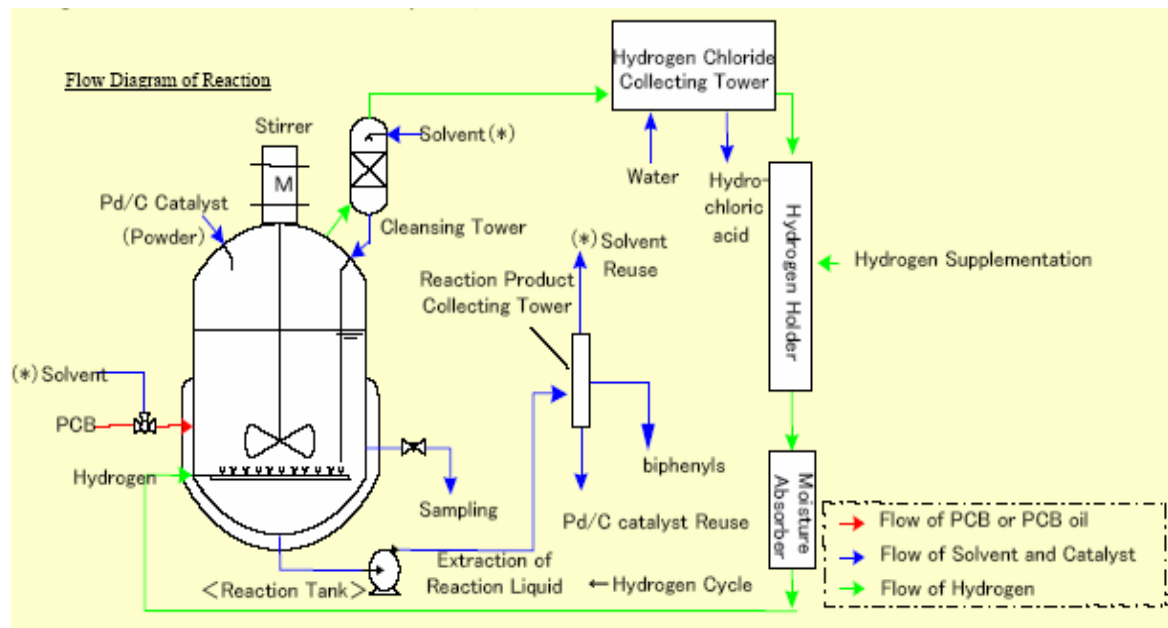 Flow Diagram of Reaction
Hydrogen Chloride
Collecting Tower
Stirrer
Solvent(*)
M
Pd/C Catalyst
(Powder)
Water
Hydro-
chloric
acid
Cleansing Tower
(*)Solvent
Reuse
Hydrogen Holder
Hydrogen Supplementation
Reaction Product
Collecting Tower
(*)Solvent
PCB
Hydrogen
biphenyls
Sampling
Pd/C catalyst Reuse
Moisture
Absorber
Flow of PCB or PCB oil
Flow of Solvent and Catalyst
Flow of Hydrogen
Extraction of
Reaction Liquid
<Reaction Tank>
←Hydrogen Cycle